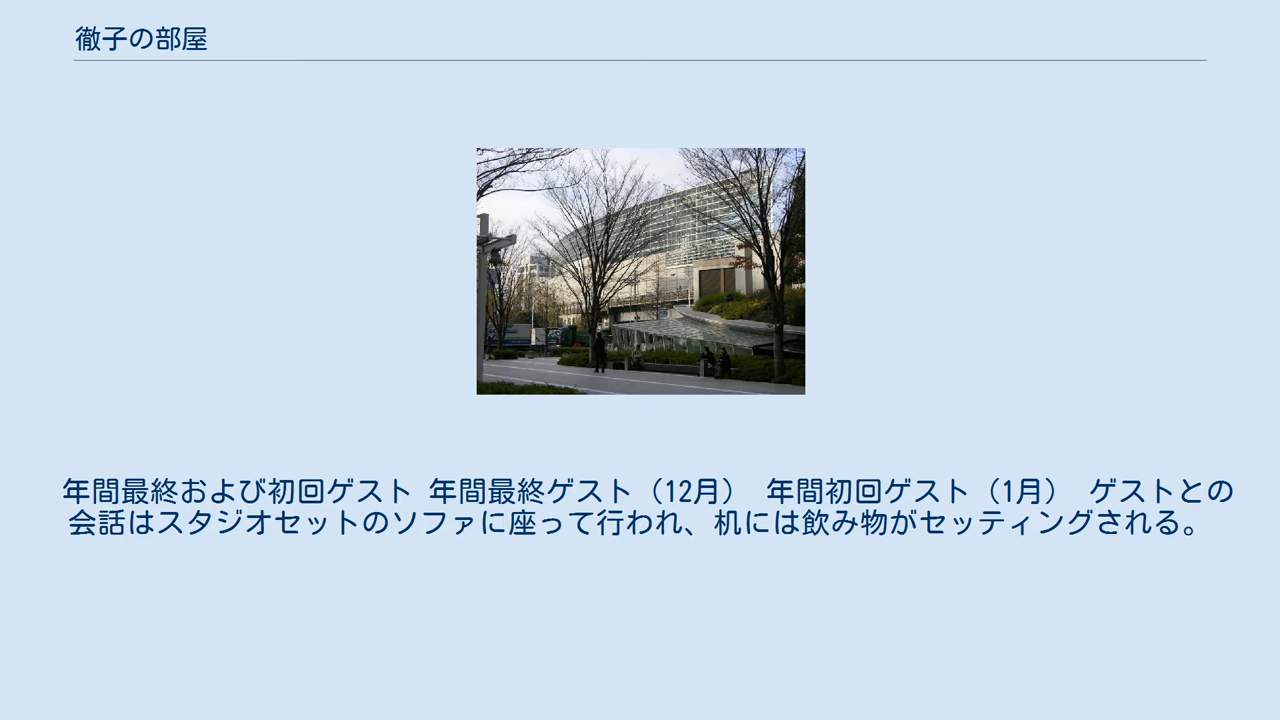 徹子の部屋
年間最終および初回ゲスト 年間最終ゲスト（12月） 年間初回ゲスト（1月） ゲストとの
会話はスタジオセットのソファに座って行われ、机には飲み物がセッティングされる。